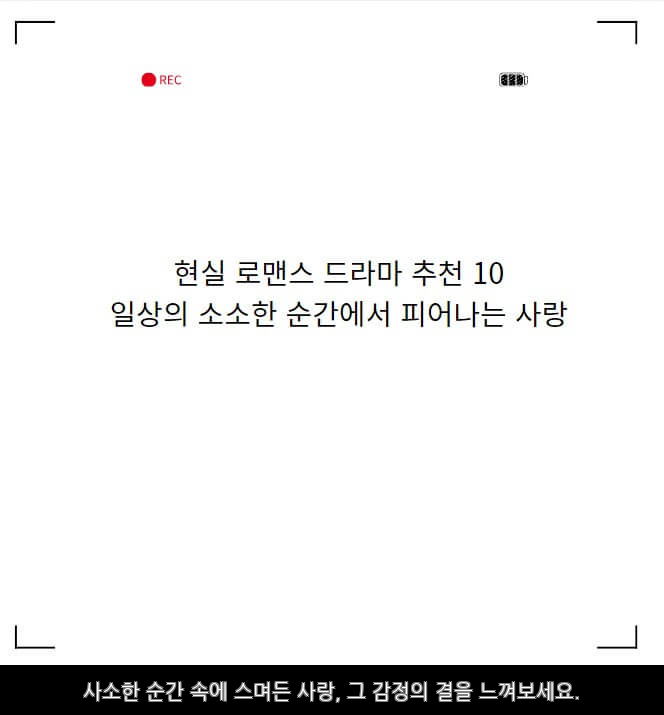 REC
현실 로맨스 드라마 추천 10
일상의 소소한 순간에서 피어나는 사랑
사소한 순간 속에 스며든 사랑, 그 감정의 결을 느껴보세요.